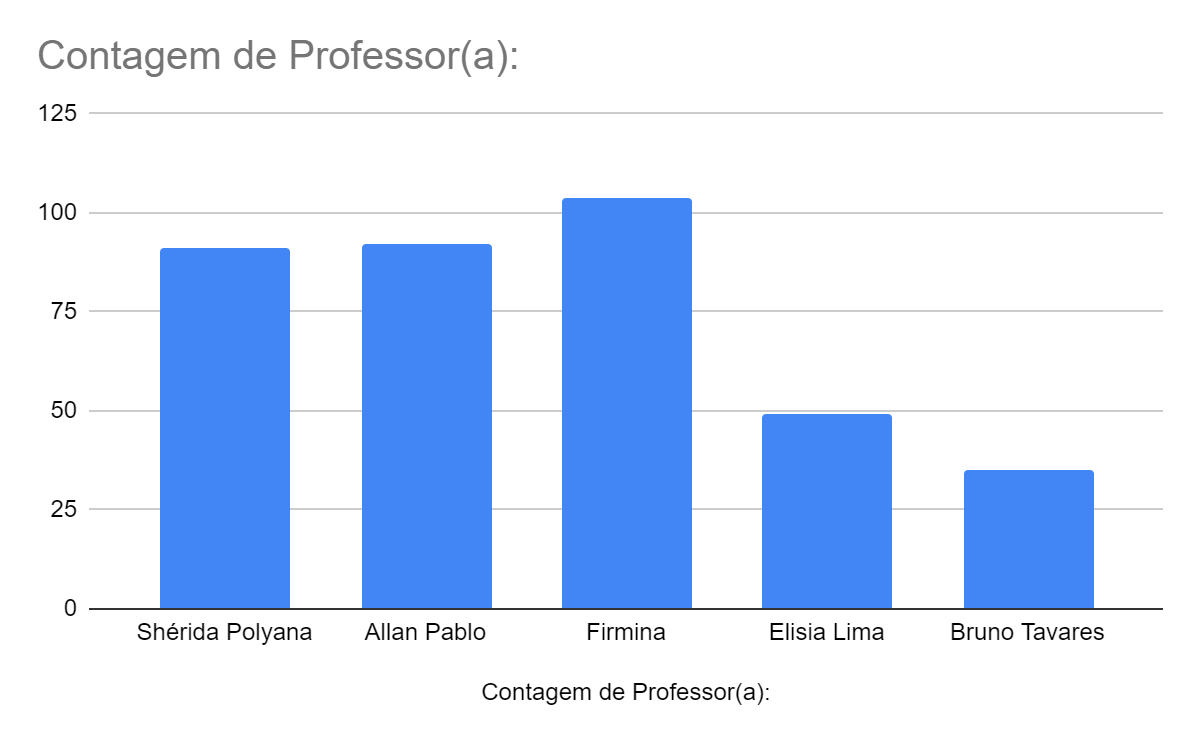 Contagem de Professor(a):
125
100
75
50
25
0
Shérida Polyana
Allan Pablo
Firmina
Elisia Lima
Bruno Tavares
Contagem de Professor(a):